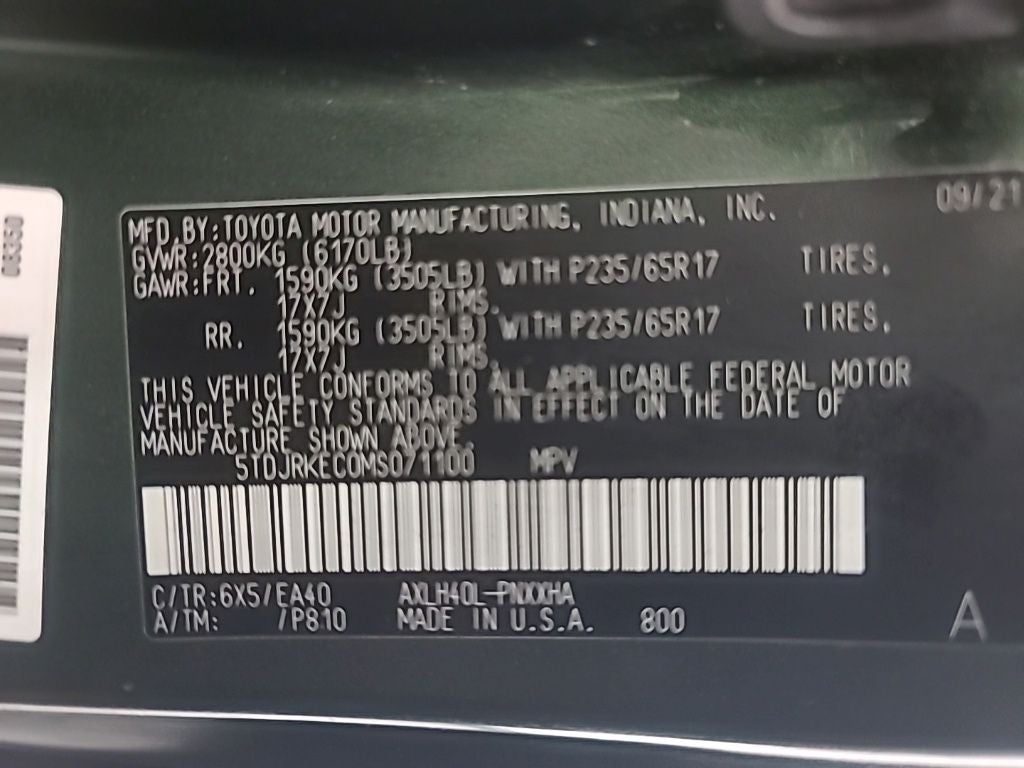 MFD.BY:TOYOTA MOTOR MANUFACTURING, INDIANA, INC. 09/21
GVWR:2800KG (6170LB)
GAWR:FRT. 1590KG (3505LB) WITH P235/65R17 TIRES,
17X7J RIMS.
RR. 1590KG (3505LB) WITH P235/65R17 TIRES,
17X7J RIMS.
THIS VEHICLE CONFORMS TO ALL APPLICABLE FEDERAL MOTOR
VEHICLE SAFETY STANDARDS IN EFFECT ON THE DATE OF
MANUFACTURE SHOWN ABOVE.
5TDJRKEC0MS071100 MPV
C/TR:6X5/EA40 AXLH40L-PNXXHA
A/TM: /P810 MADE IN U.S.A. 800
A